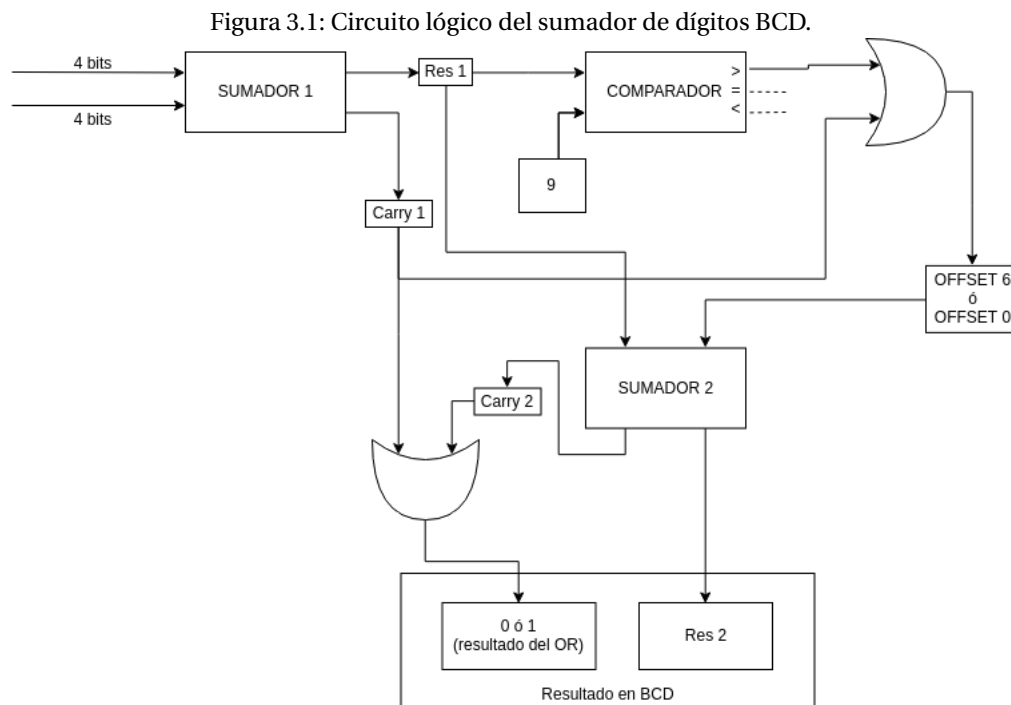 Figura 3.1: Circuito lógico del sumador de dígitos BCD.
4 bits
4 bits
SUMADOR 1
Res 1
COMPARADOR
>
=
<
9
Carry 1
OFFSET 6
ó
OFFSET 0
SUMADOR 2
Carry 2
0 ó 1
(resultado del OR)
Res 2
Resultado en BCD